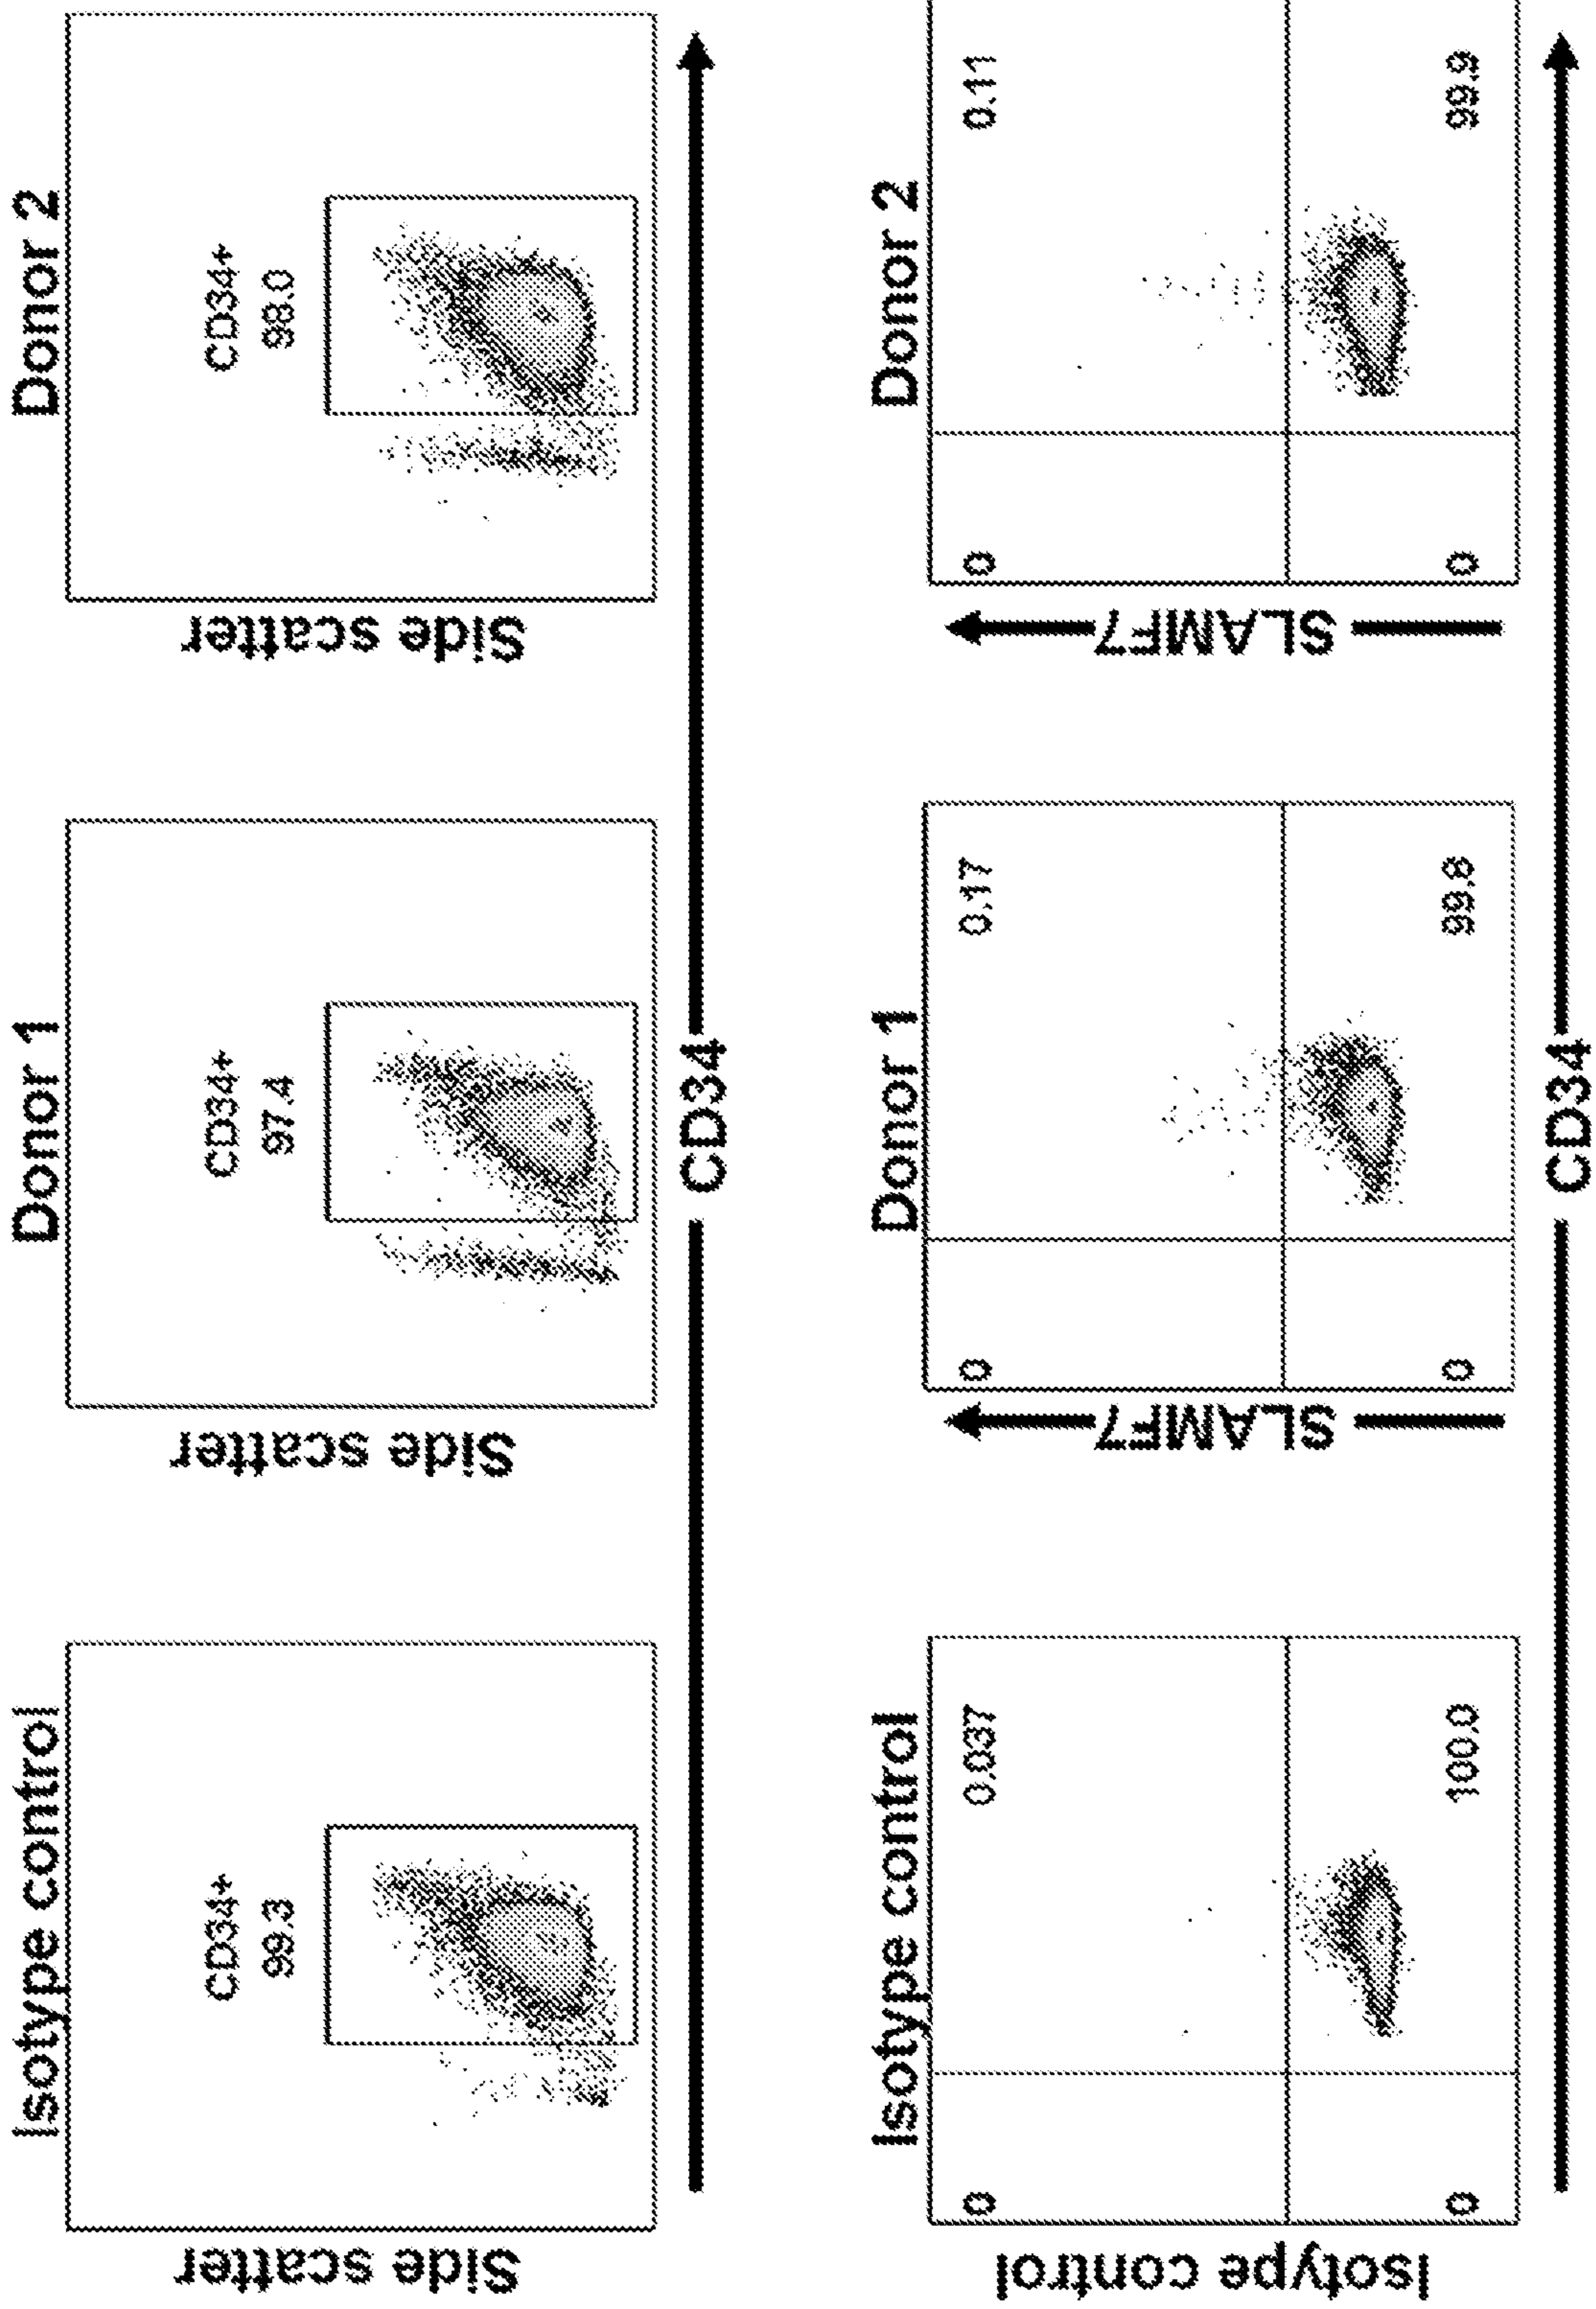 Isotype control
Donor 1
Donor 2
Side scatter
CD34+
99.3
Side scatter
CD34+
97.4
Side scatter
CD34+
98.0
CD34
Isotype control
Donor 1
Donor 2
Isotype control
0
0.037
0
100.0
SLAMF7
0
0.17
0
99.8
SLAMF7
0
0.11
0
99.9
CD34